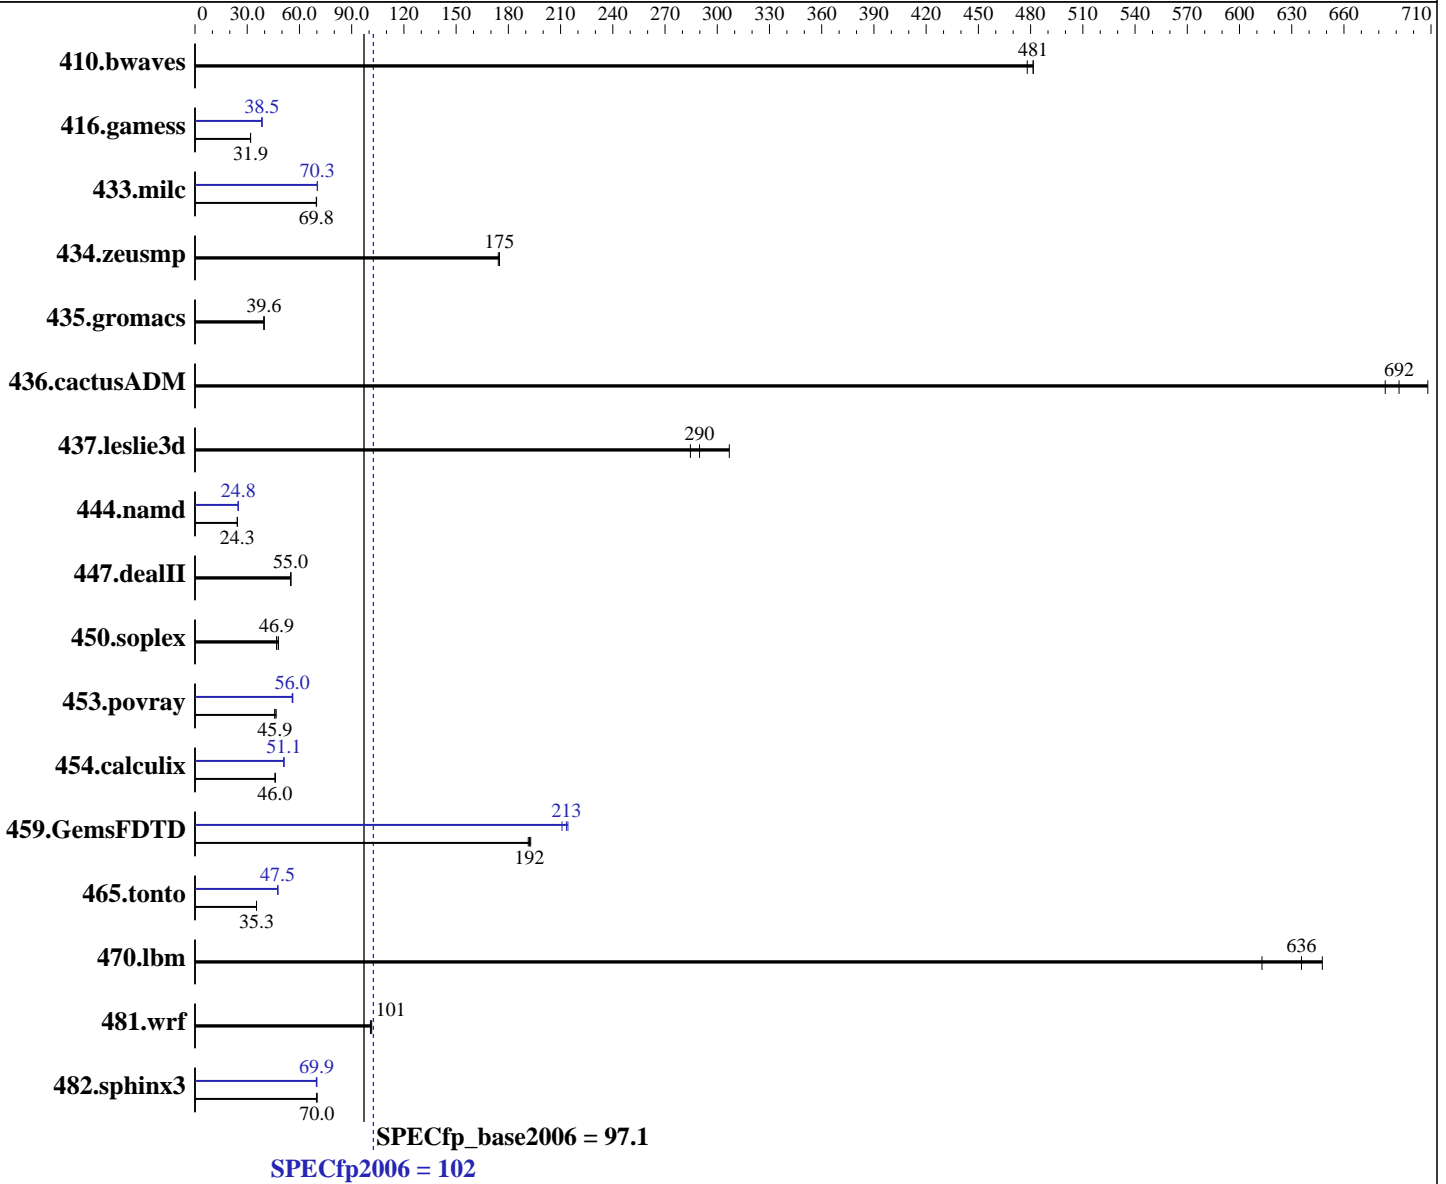 0 30.0 60.0 90.0 120 150 180 210 240 270 300 330 360 390 420 450 480 510 540 570 600 630 660 710
410.bwaves 481
416.gamess 38.5
31.9
433.milc 70.3
69.8
434.zeusmp 175
435.gromacs 39.6
436.cactusADM 692
437.leslie3d 290
444.namd 24.8
24.3
447.dealII 55.0
450.soplex 46.9
453.povray 56.0
45.9
454.calculix 51.1
46.0
459.GemsFDTD 213
192
465.tonto 47.5
35.3
470.lbm 636
481.wrf 101
482.sphinx3 69.9
70.0
SPECfp_base2006 = 97.1
SPECfp2006 = 102